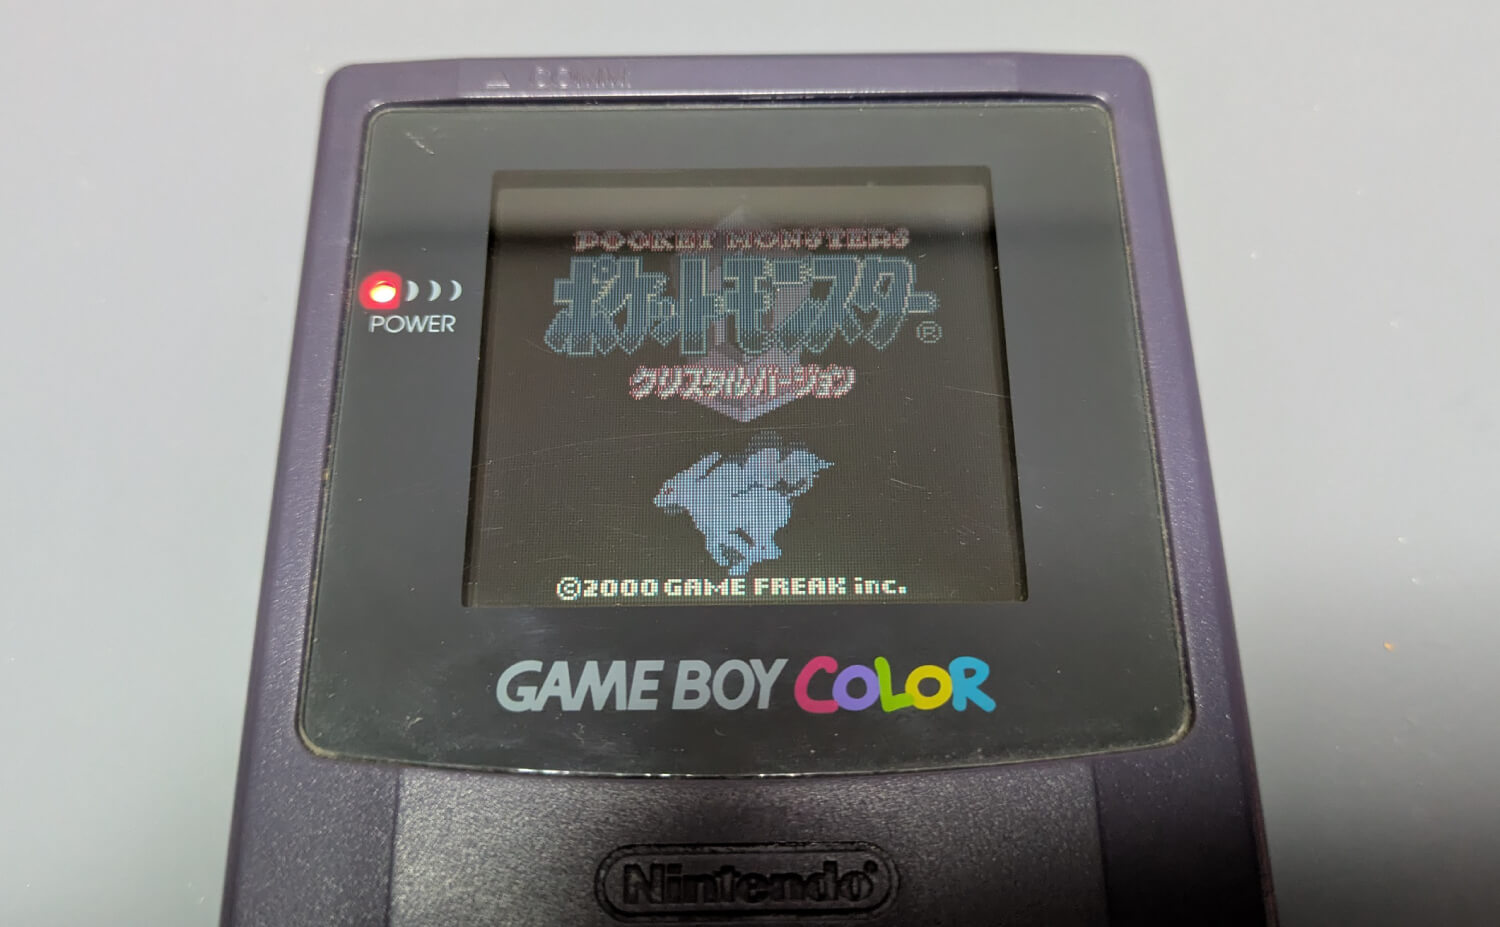 COMM
POCKET MONSTERS
ポケットモンスター®
クリスタルバージョン
©2000 GAME FREAK inc.
POWER
GAME BOY COLOR
Nintendo®